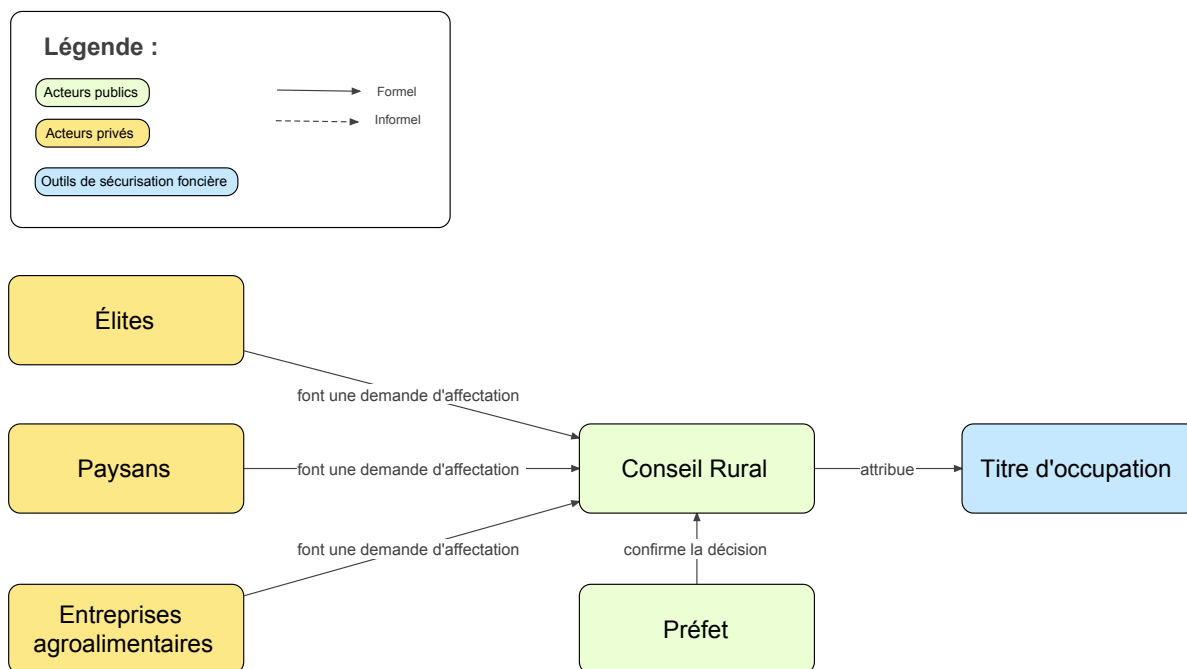 Légende :
Acteurs publics
Formel
Acteurs privés
Informel
Outils de sécurisation foncière
Élites
font une demande d'affectation
Paysans
font une demande d'affectation
Conseil Rural
attribue
Titre d'occupation
font une demande d'affectation
confirme la décision
Entreprises
agroalimentaires
Préfet